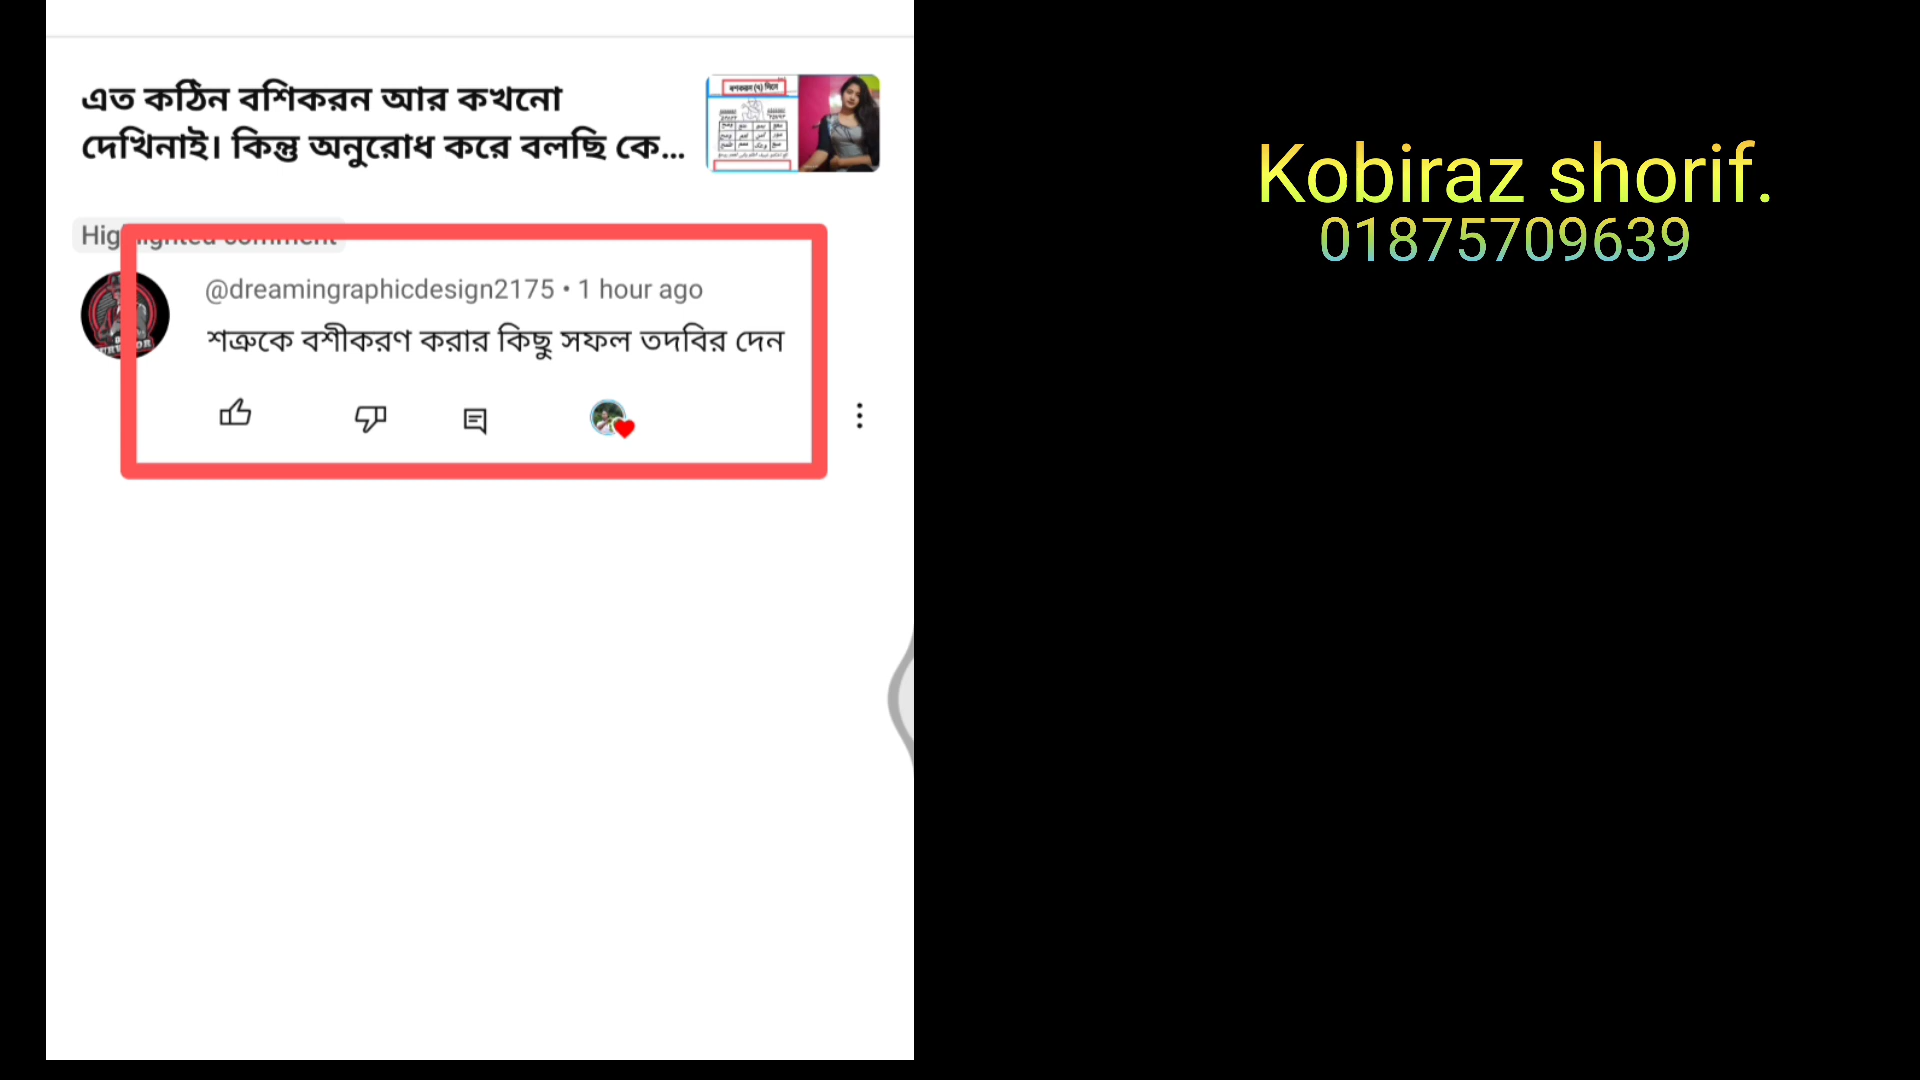 এত কঠিন বশিকরন আর কখনো
দেখিনাই। কিন্তু অনুরোধ করে বলছি কে...
Highlighted comment
@dreamingraphicdesign2175 • 1 hour ago
শত্রুকে বশীকরণ করার কিছু সফল তদবির দেন
Kobiraz shorif.
01875709639